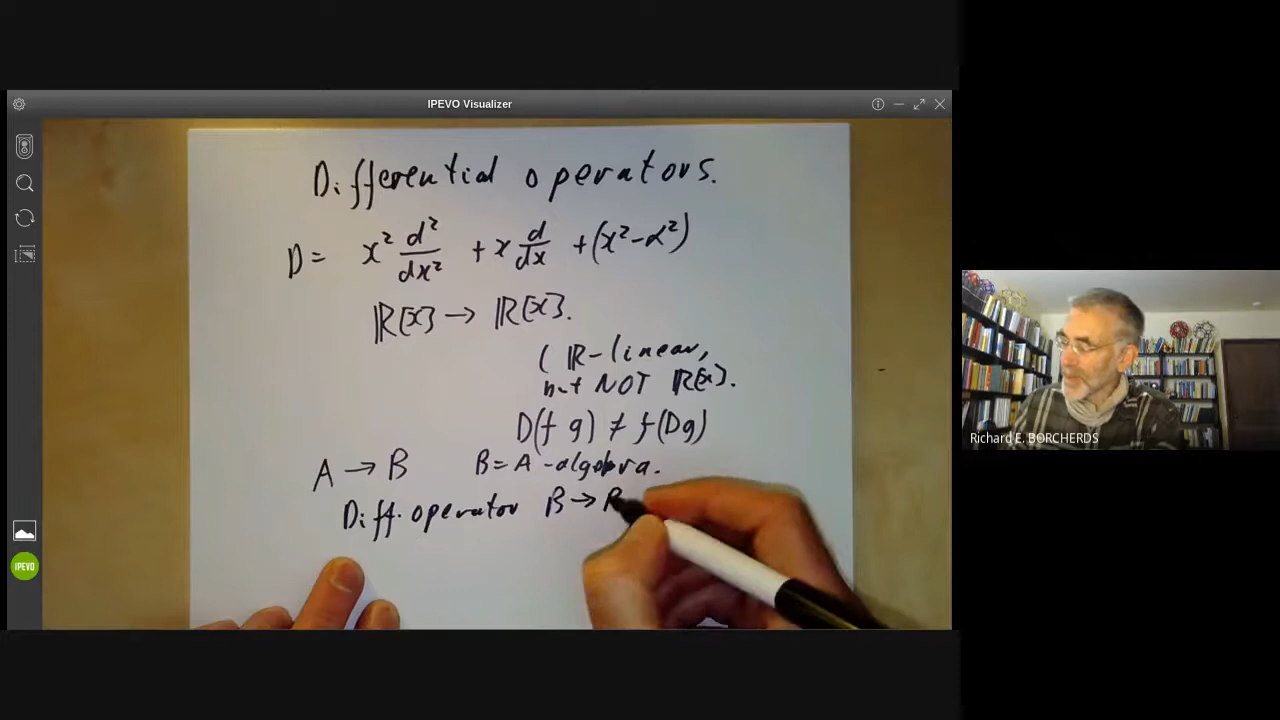 IPEVO Visualizer
Differential operators.
D = x² d²/dx² + x d/dx + (x² - α²)
ℝ[x] → ℝ[x].
( ℝ-linear,
but NOT ℝ[x].
D(f g) ≠ f(Dg)
A → B B = A -algebra.
Diff. operator B →
Richard E. BORCHERDS
IPEVO